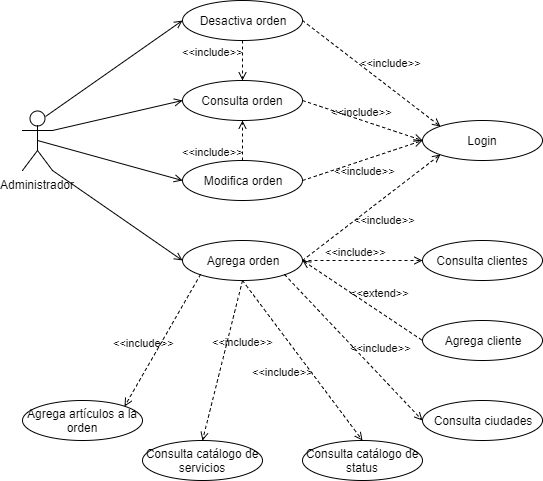 Desactiva orden
<<include>>
<<include>>
Consulta orden
<<include>>
Login
<<include>>
<<include>>
Modifica orden
Administrador
<<include>>
Agrega orden
<<include>>
Consulta clientes
<<extend>>
Agrega cliente
<<include>>
<<include>>
<<include>>
<<include>>
Agrega artículos a la
orden
Consulta ciudades
Consulta catálogo de
servicios
Consulta catálogo de
status